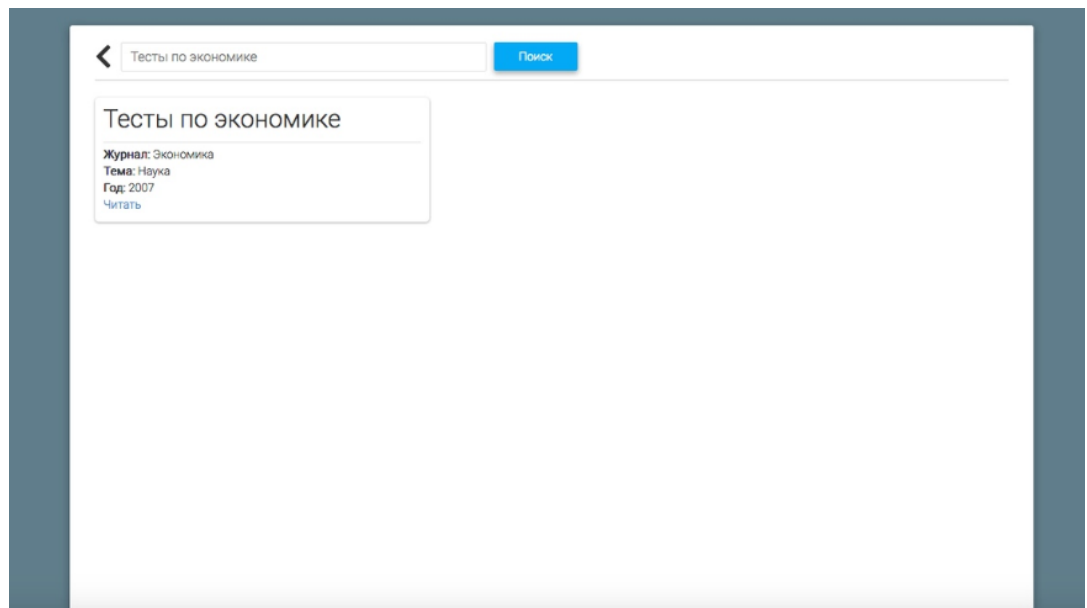 Тесты по экономике
Поиск
Тесты по экономике
Журнал: Экономика
Тема: Наука
Год: 2007
Читать